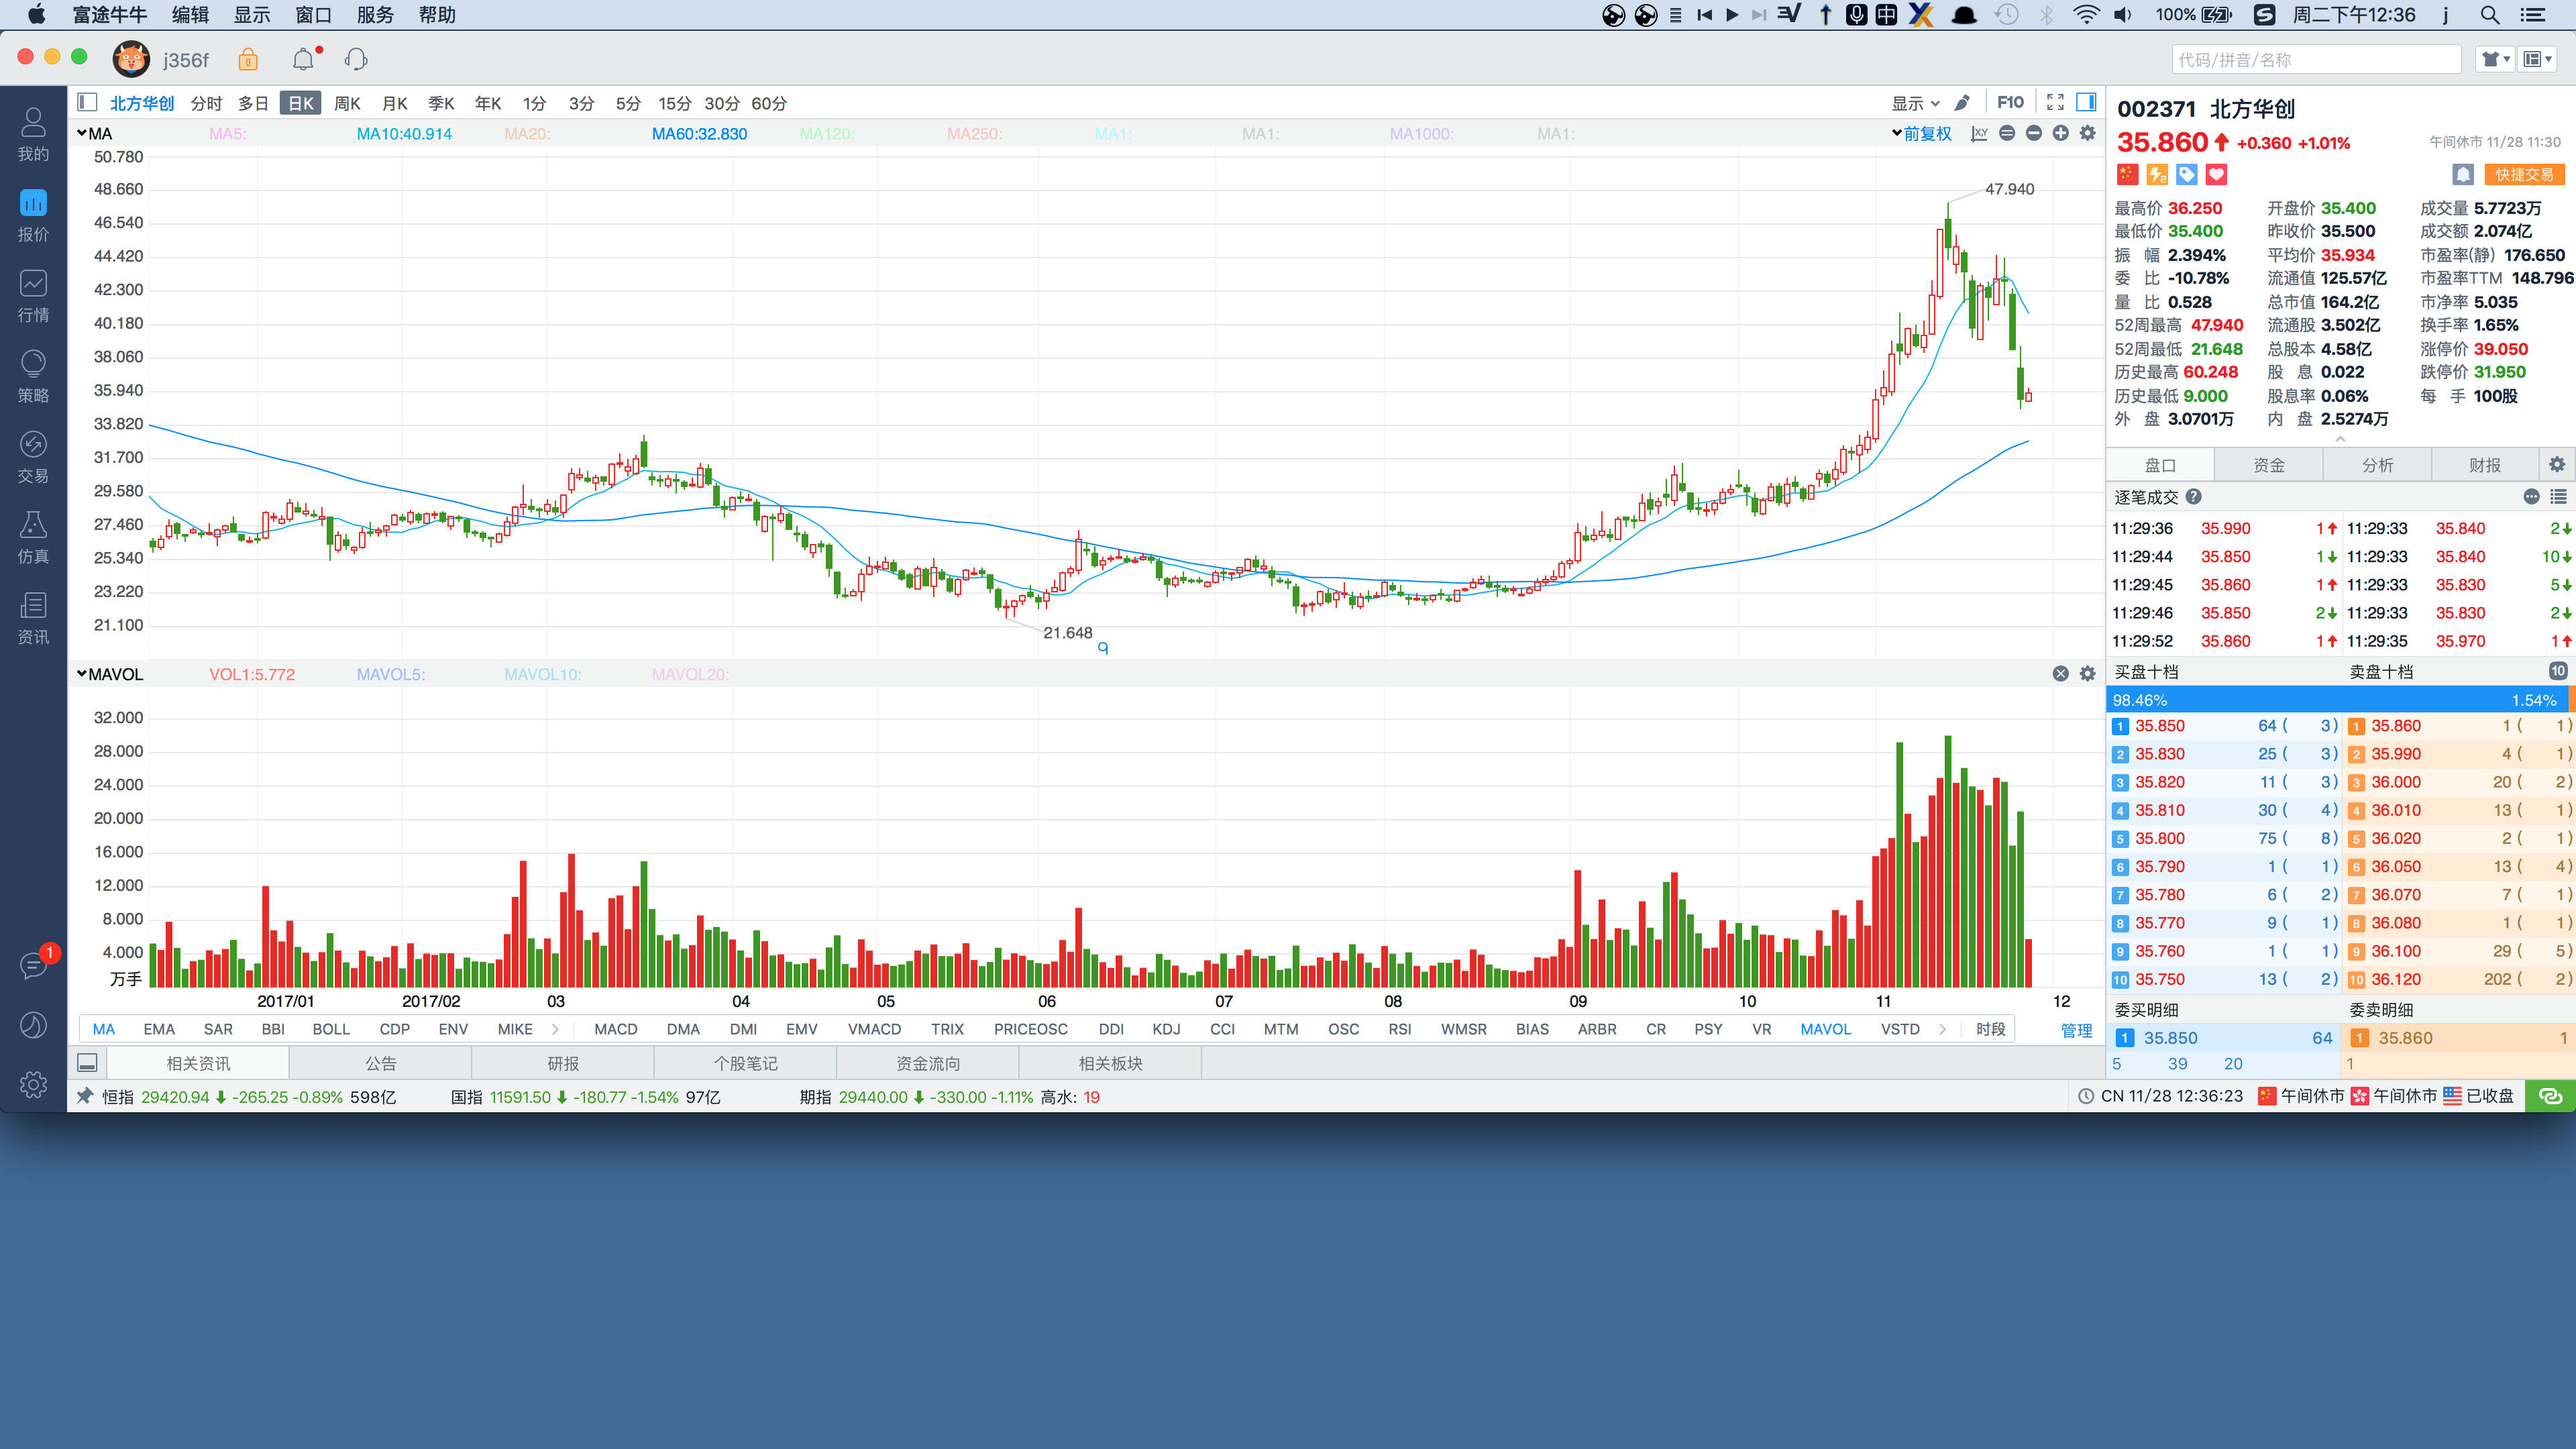 富途牛牛 编辑 显示 窗口 服务 帮助 100% 周二下午12:36 j
j356f 代码/拼音/名称
我的
报价
行情
策略
交易
仿真
资讯
1
北方华创 分时 多日 日K 周K 月K 季K 年K 1分 3分 5分 15分 30分 60分 显示 F10
MA MA5: MA10:40.914 MA20: MA60:32.830 MA120: MA250: MA1: MA1: MA1000: MA1: 前复权
50.780
48.660
46.540
44.420
42.300
40.180
38.060
35.940
33.820
31.700
29.580
27.460
25.340
23.220
21.100
47.940
21.648
q
MAVOL VOL1:5.772 MAVOL5: MAVOL10: MAVOL20:
32.000
28.000
24.000
20.000
16.000
12.000
8.000
4.000
万手
2017/01 2017/02 03 04 05 06 07 08 09 10 11 12
MA EMA SAR BBI BOLL CDP ENV MIKE MACD DMA DMI EMV VMACD TRIX PRICEOSC DDI KDJ CCI MTM OSC RSI WMSR BIAS ARBR CR PSY VR MAVOL VSTD 时段 管理
相关资讯 公告 研报 个股笔记 资金流向 相关板块
恒指 29420.94 -265.25 -0.89% 598亿 国指 11591.50 -180.77 -1.54% 97亿 期指 29440.00 -330.00 -1.11% 高水: 19
CN 11/28 12:36:23 午间休市 午间休市 已收盘
002371 北方华创
35.860 +0.360 +1.01% 午间休市 11/28 11:30
快捷交易
最高价 36.250 开盘价 35.400 成交量 5.7723万
最低价 35.400 昨收价 35.500 成交额 2.074亿
振幅 2.394% 平均价 35.934 市盈率(静) 176.650
委比 -10.78% 流通值 125.57亿 市盈率TTM 148.796
量比 0.528 总市值 164.2亿 市净率 5.035
52周最高 47.940 流通股 3.502亿 换手率 1.65%
52周最低 21.648 总股本 4.58亿 涨停价 39.050
历史最高 60.248 股息 0.022 跌停价 31.950
历史最低 9.000 股息率 0.06% 每手 100股
外盘 3.0701万 内盘 2.5274万
盘口 资金 分析 财报
逐笔成交
11:29:36 35.990 1 11:29:33 35.840 2
11:29:44 35.850 1 11:29:33 35.840 10
11:29:45 35.860 1 11:29:33 35.830 5
11:29:46 35.850 2 11:29:33 35.830 2
11:29:52 35.860 1 11:29:35 35.970 1
买盘十档 卖盘十档 10
98.46% 1.54%
1 35.850 64 ( 3) 1 35.860 1 ( 1)
2 35.830 25 ( 3) 2 35.990 4 ( 1)
3 35.820 11 ( 3) 3 36.000 20 ( 2)
4 35.810 30 ( 4) 4 36.010 13 ( 1)
5 35.800 75 ( 8) 5 36.020 2 ( 1)
6 35.790 1 ( 1) 6 36.050 13 ( 4)
7 35.780 6 ( 2) 7 36.070 7 ( 1)
8 35.770 9 ( 1) 8 36.080 1 ( 1)
9 35.760 1 ( 1) 9 36.100 29 ( 5)
10 35.750 13 ( 2) 10 36.120 202 ( 2)
委买明细 委卖明细
1 35.850 64 1 35.860 1
5 39 20 1